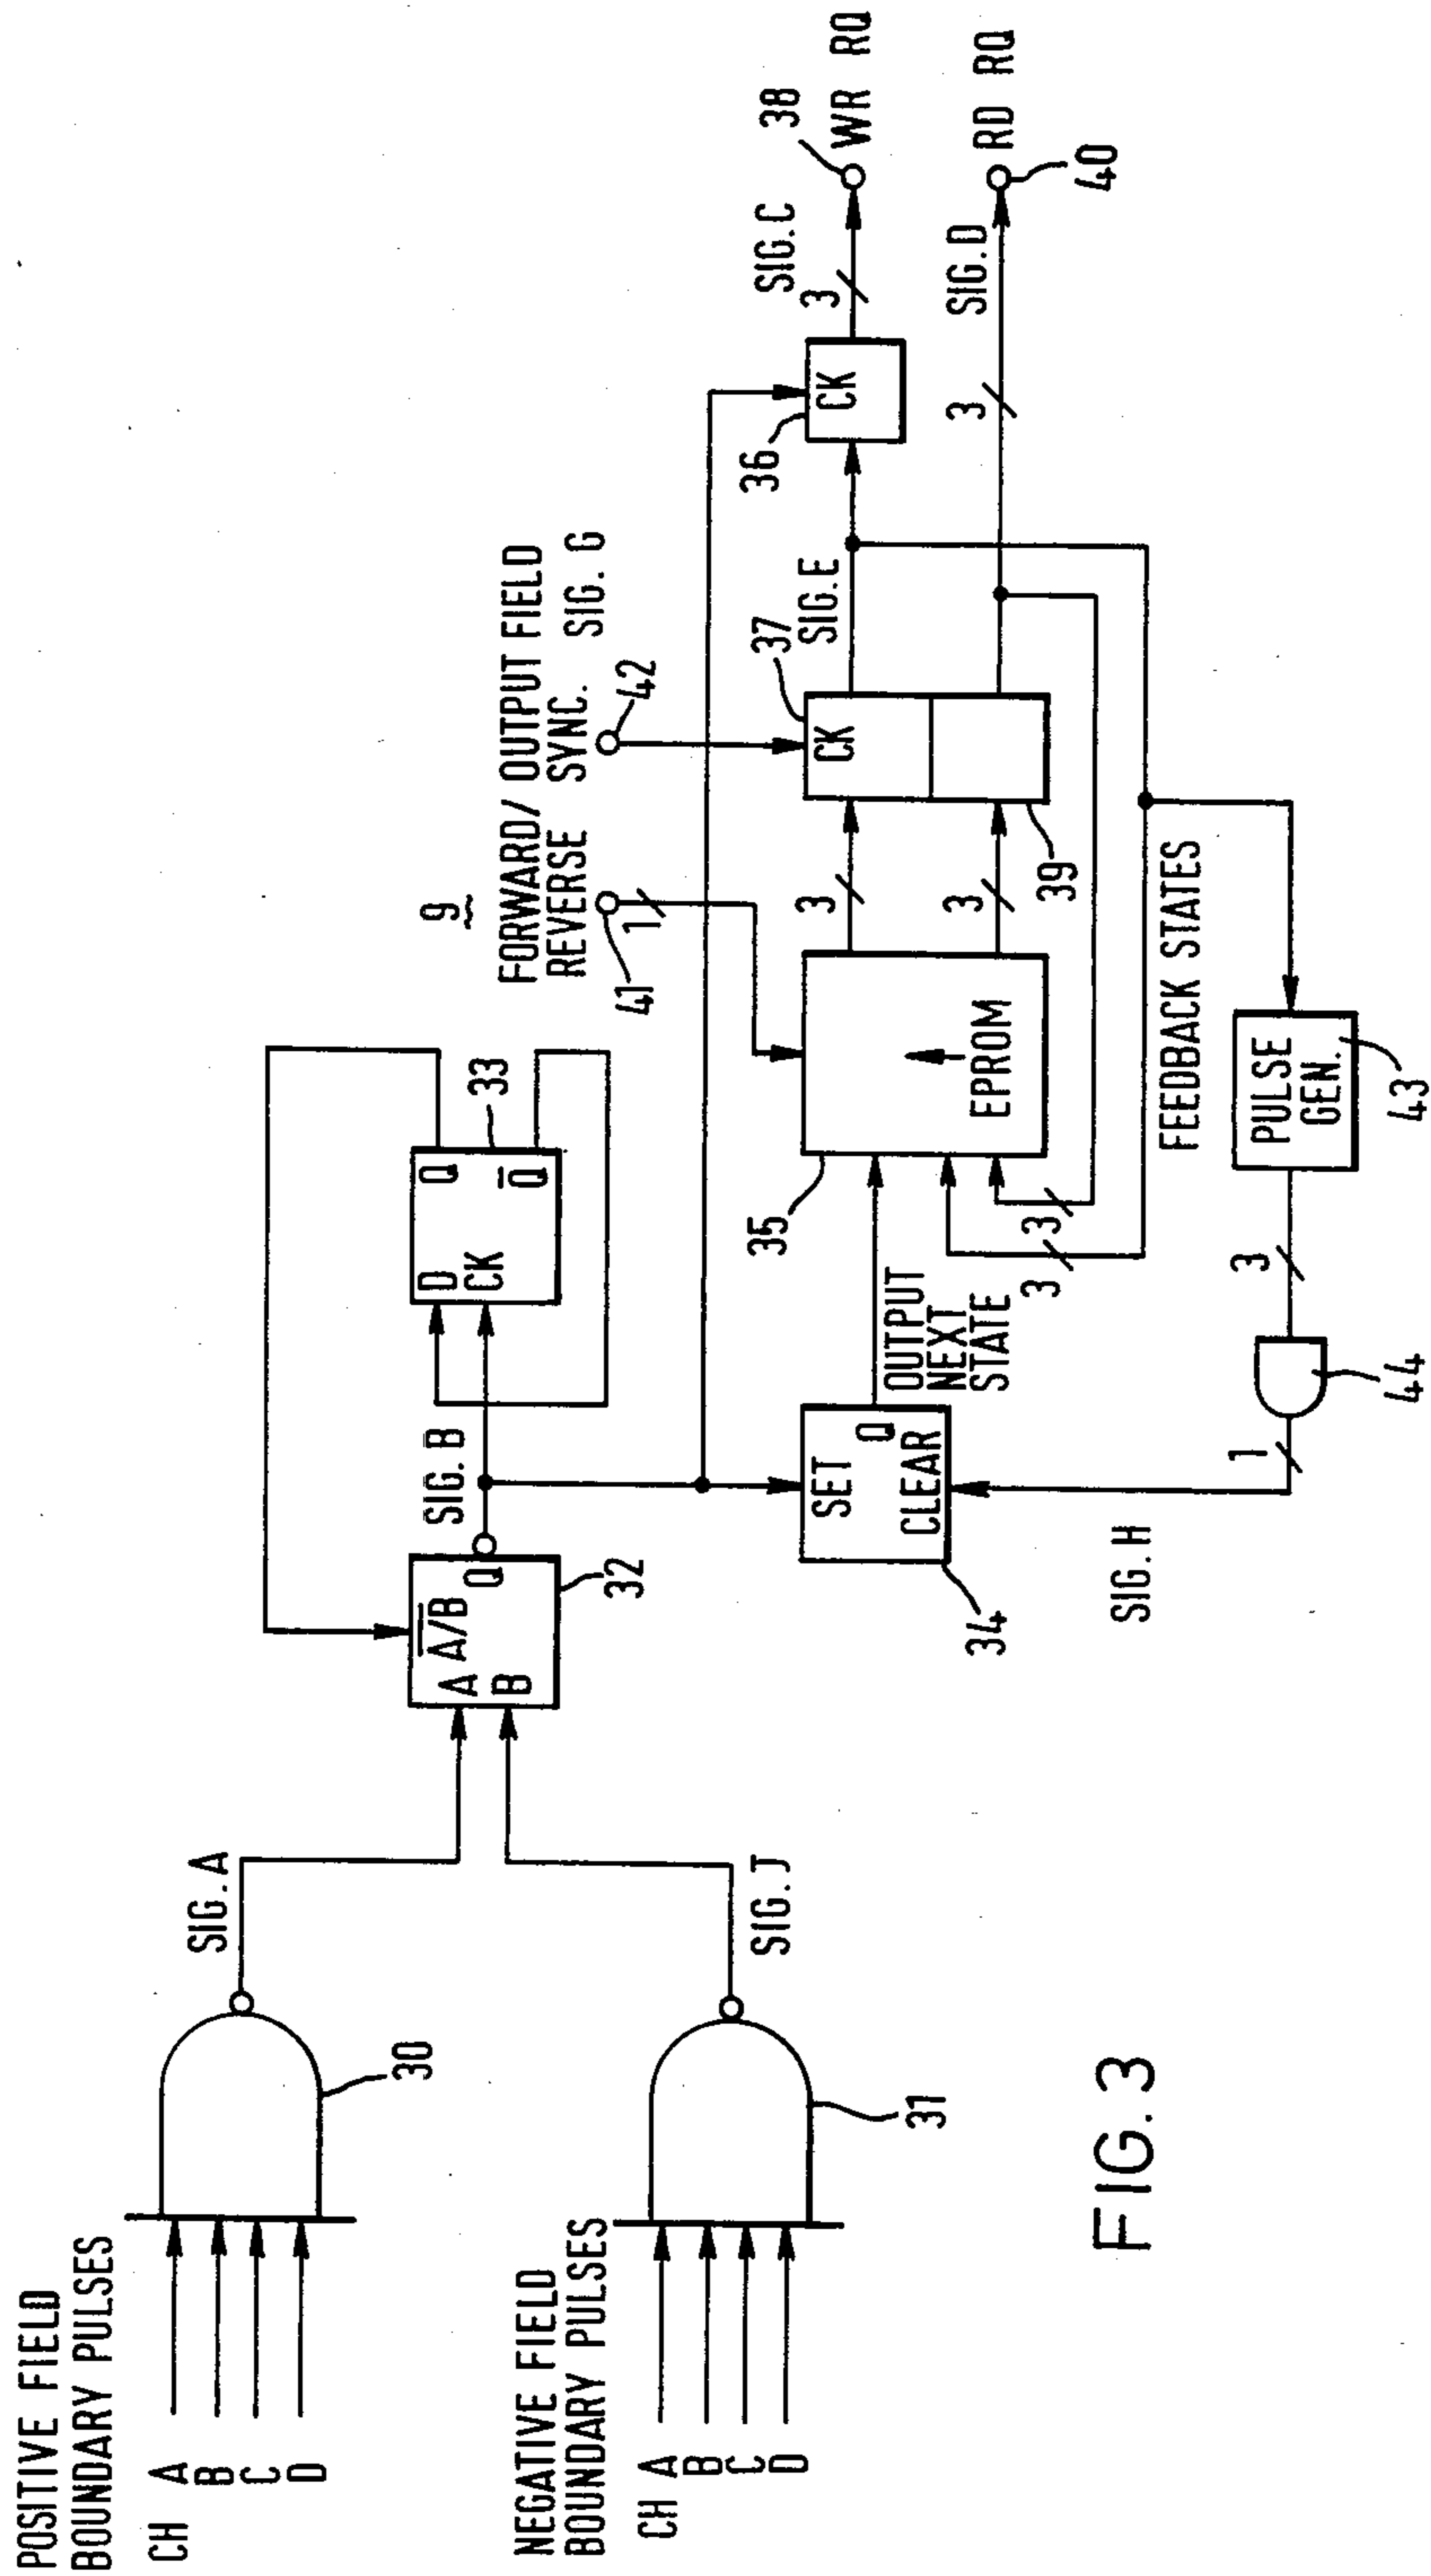 POSITIVE FIELD
BOUNDARY PULSES
CH A
B
C
D
30
SIG. A
NEGATIVE FIELD
BOUNDARY PULSES
CH A
B
C
D
31
SIG. J
A A̅/B
B Q
32
SIG. B
D Q
CK Q̅
33
9
FORWARD/
REVERSE
OUTPUT FIELD
SYNC. SIG. G
41
1
42
SET
Q
CLEAR
34
SIG. H
OUTPUT
NEXT
STATE
35
EPROM
3
3
3
3
CK
37
39
SIG. E
36
CK
SIG. C
3
38
WR RQ
3
SIG. D
RD RQ
40
FEEDBACK STATES
PULSE
GEN.
43
3
44
1
FIG. 3